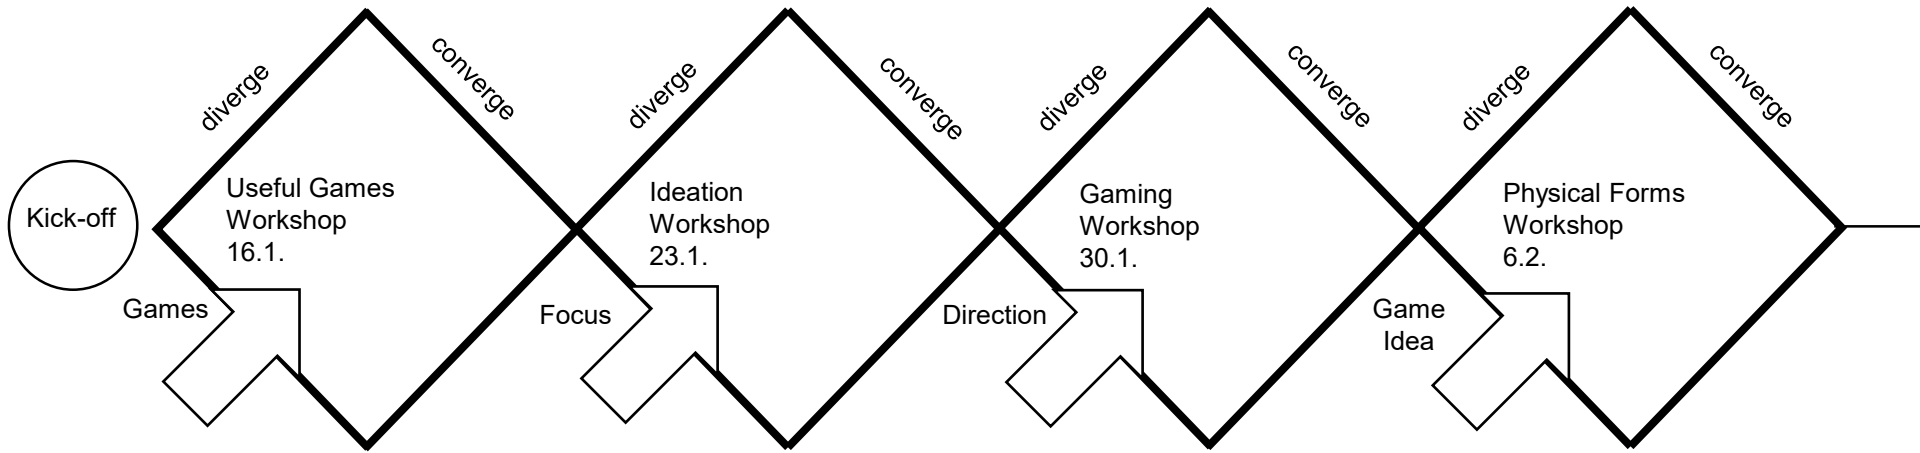 Kick-off
diverge
converge
Useful Games
Workshop
16.1.
Games
diverge
converge
Ideation
Workshop
23.1.
Focus
diverge
converge
Gaming
Workshop
30.1.
Direction
diverge
converge
Physical Forms
Workshop
6.2.
Game
Idea